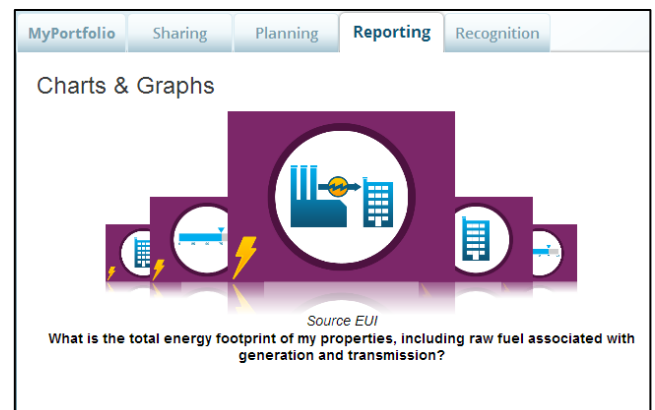 MyPortfolio Sharing Planning Reporting Recognition
Charts & Graphs
Source EUI
What is the total energy footprint of my properties, including raw fuel associated with
generation and transmission?